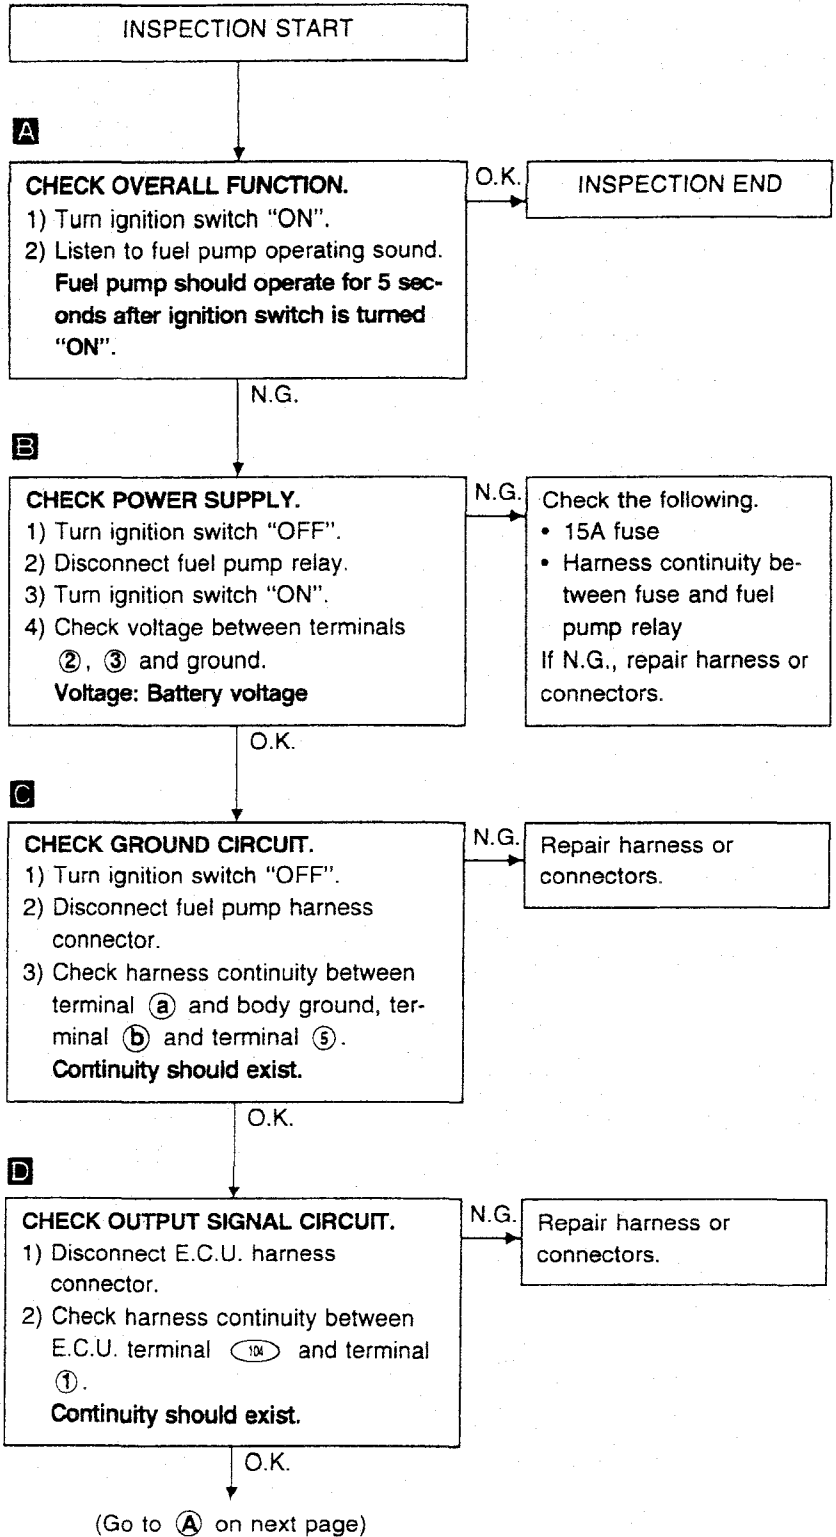 INSPECTION START
A
CHECK OVERALL FUNCTION.
1) Turn ignition switch “ON”.
2) Listen to fuel pump operating sound.
Fuel pump should operate for 5 sec-
onds after ignition switch is turned
“ON”.
O.K.
INSPECTION END
N.G.
B
CHECK POWER SUPPLY.
1) Turn ignition switch “OFF”.
2) Disconnect fuel pump relay.
3) Turn ignition switch “ON”.
4) Check voltage between terminals
②, ③ and ground.
Voltage: Battery voltage
N.G.
Check the following.
• 15A fuse
• Harness continuity be-
tween fuse and fuel
pump relay
If N.G., repair harness or
connectors.
O.K.
C
CHECK GROUND CIRCUIT.
1) Turn ignition switch “OFF”.
2) Disconnect fuel pump harness
connector.
3) Check harness continuity between
terminal ⓐ and body ground, ter-
minal ⓑ and terminal ⑤.
Continuity should exist.
N.G.
Repair harness or
connectors.
O.K.
D
CHECK OUTPUT SIGNAL CIRCUIT.
1) Disconnect E.C.U. harness
connector.
2) Check harness continuity between
E.C.U. terminal 104 and terminal
①.
Continuity should exist.
N.G.
Repair harness or
connectors.
O.K.
(Go to Ⓐ on next page)